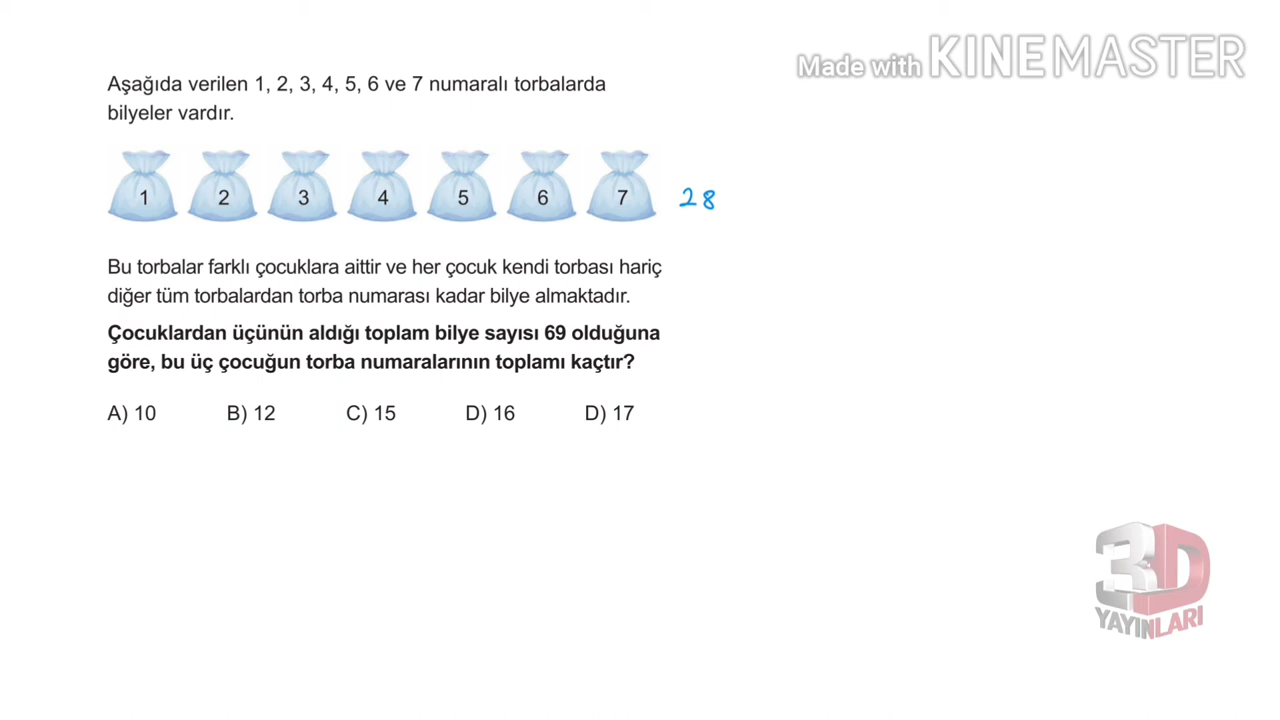 Made with KINEMASTER
Aşağıda verilen 1, 2, 3, 4, 5, 6 ve 7 numaralı torbalarda
bilyeler vardır.
1 2 3 4 5 6 7 28
Bu torbalar farklı çocuklara aittir ve her çocuk kendi torbası hariç
diğer tüm torbalardan torba numarası kadar bilye almaktadır.
Çocuklardan üçünün aldığı toplam bilye sayısı 69 olduğuna
göre, bu üç çocuğun torba numaralarının toplamı kaçtır?
A) 10 B) 12 C) 15 D) 16 D) 17
3D
YAYINLARI